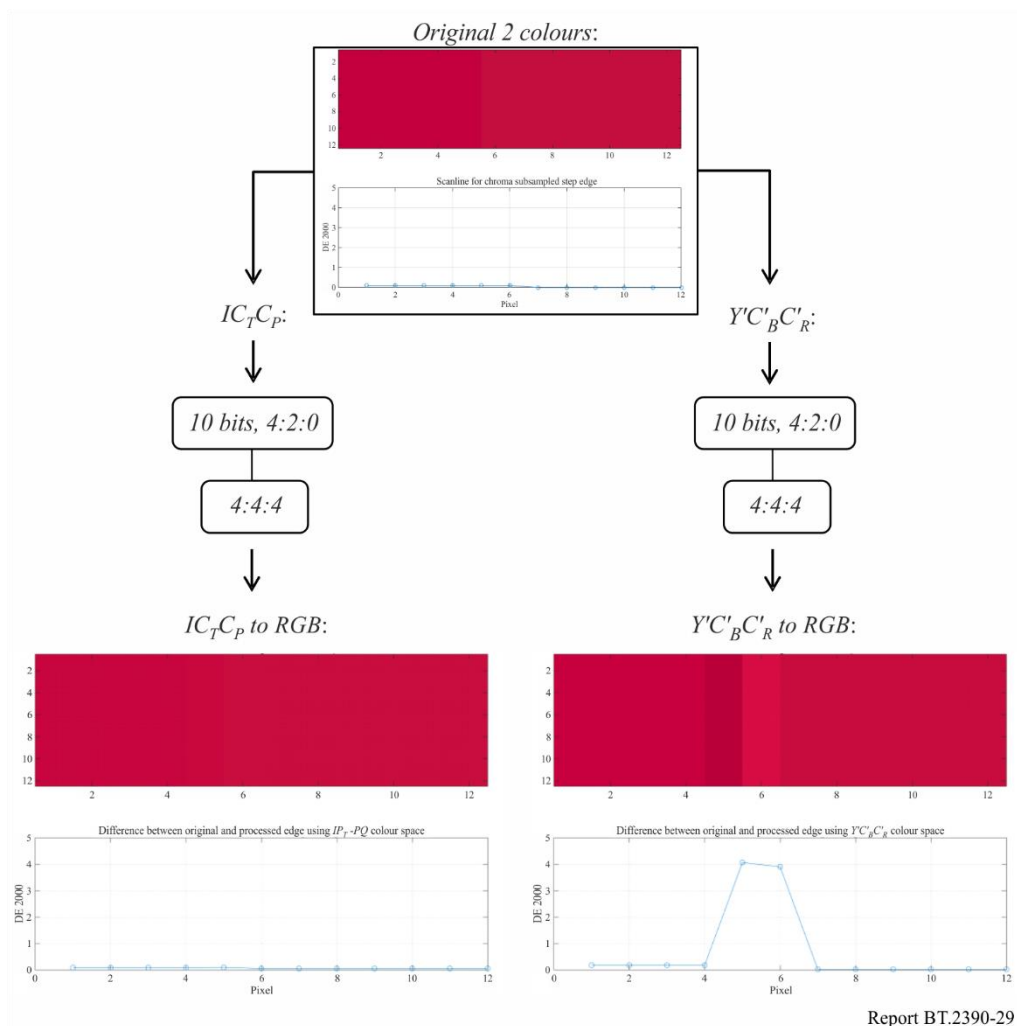 Original 2 colours:
2
4
6
8
10
12
2 4 6 8 10 12
Scanline for chroma subsampled step edge
5
4
3
2
1
0
DE 2000
0 2 4 6 8 10 12
Pixel
ICTCP:
Y'C'BC'R:
10 bits, 4:2:0
10 bits, 4:2:0
4:4:4
4:4:4
ICTCP to RGB:
Y'C'BC'R to RGB:
2
4
6
8
10
12
2 4 6 8 10 12
2
4
6
8
10
12
2 4 6 8 10 12
Difference between original and processed edge using IPT -PQ colour space
5
4
3
2
1
0
DE 2000
0 2 4 6 8 10 12
Pixel
Difference between original and processed edge using Y'C'BC'R colour space
5
4
3
2
1
0
DE 2000
0 2 4 6 8 10 12
Pixel
Report BT.2390-29